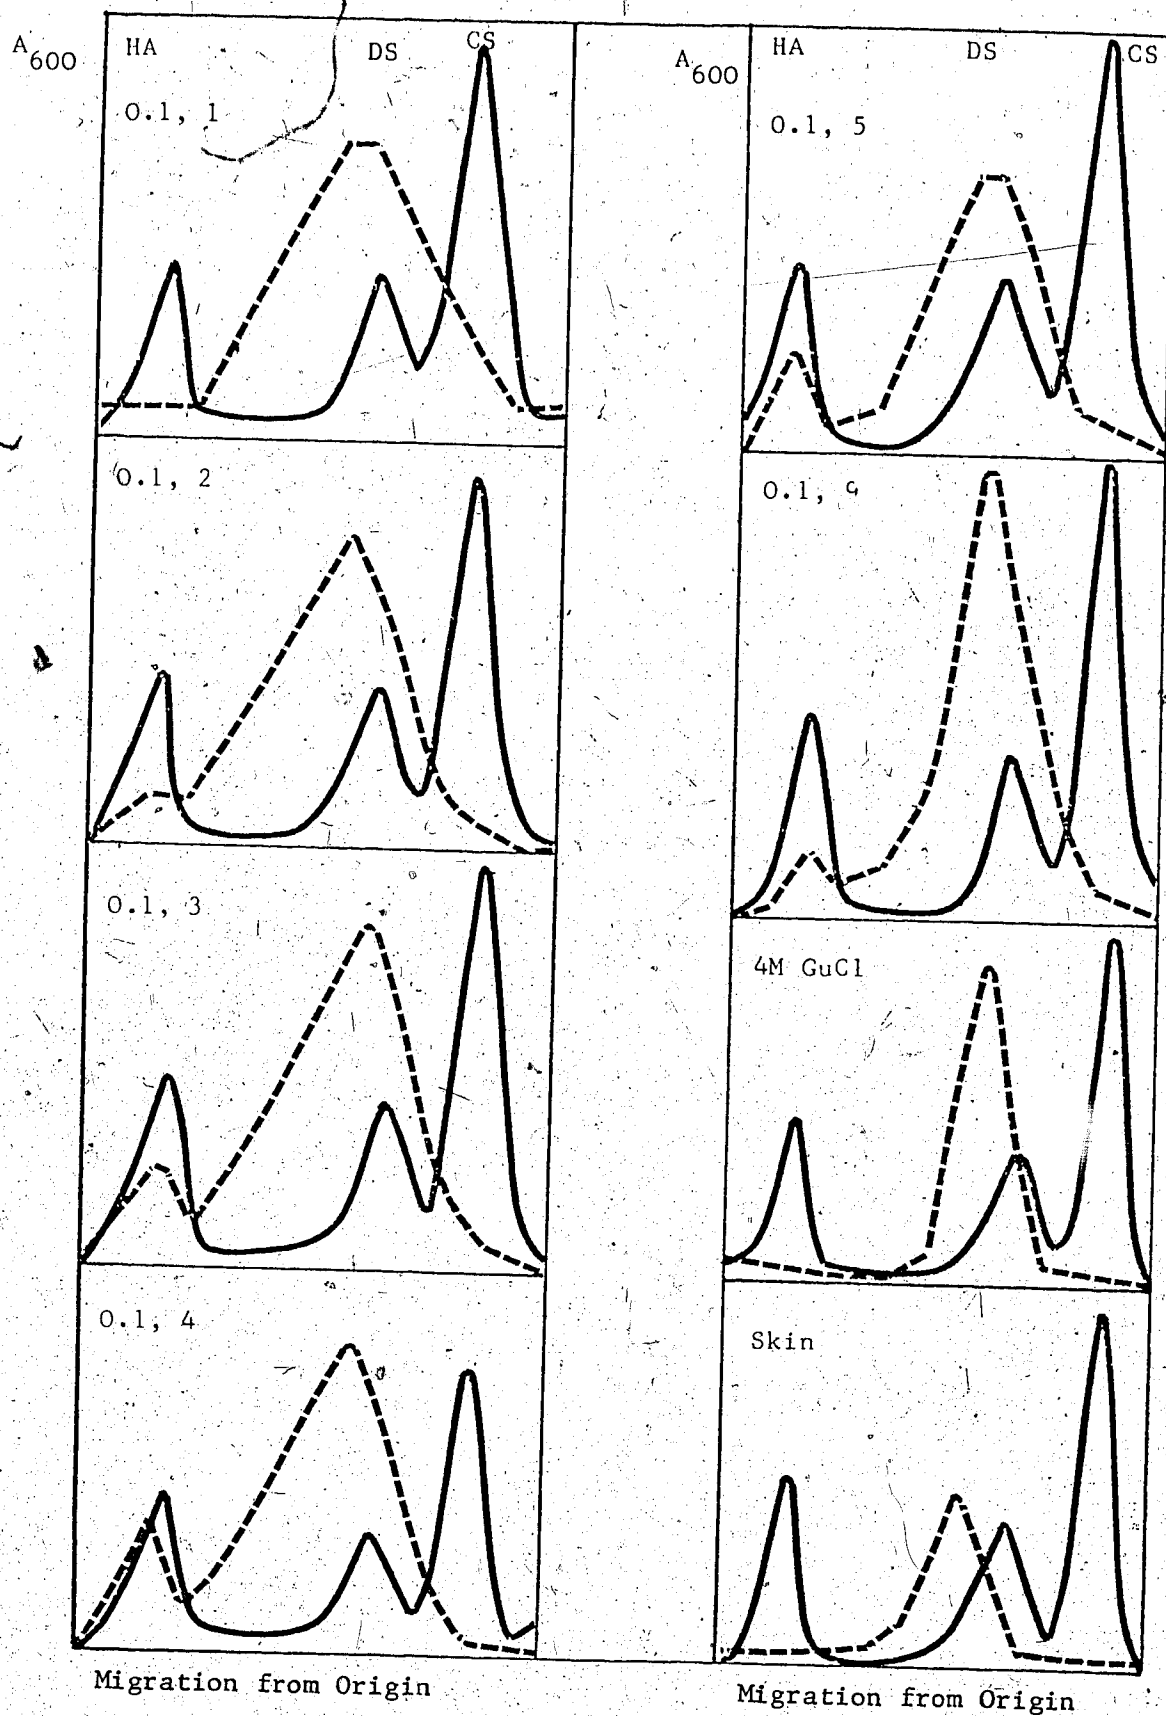 A600
HA DS CS
0.1, 1
0.1, 2
0.1, 3
0.1, 4
Migration from Origin
A600
HA DS CS
0.1, 5
0.1,
4M GuCl
Skin
Migration from Origin